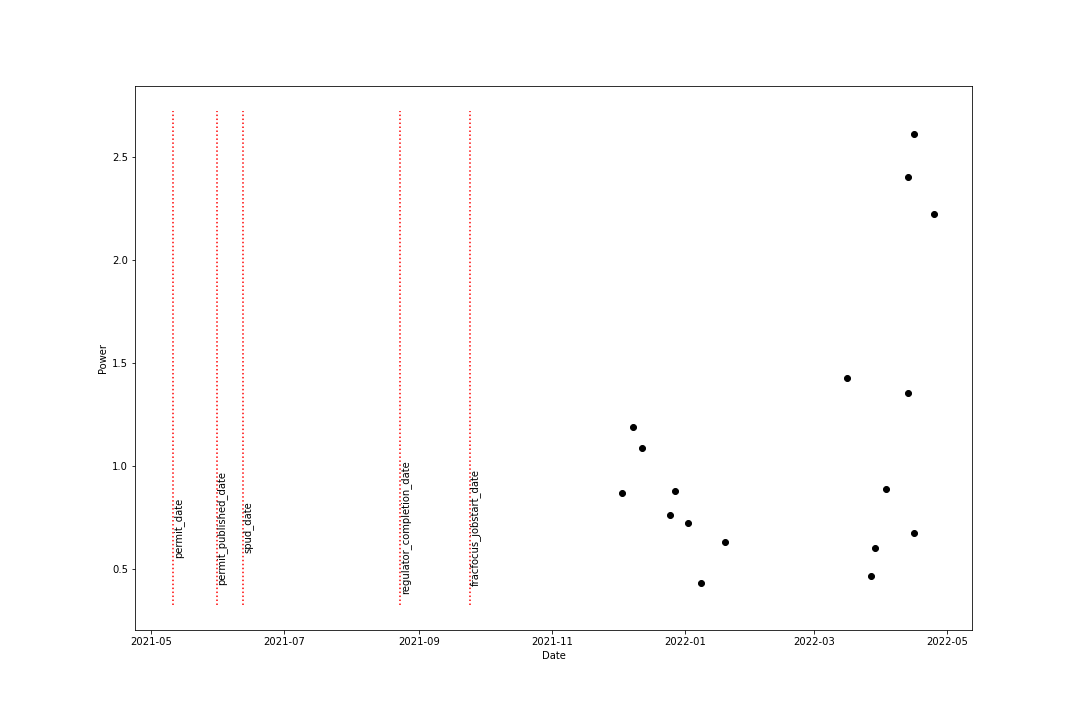 2.5
2.0
1.5
1.0
0.5
Power
permit_date
permit_published_date
spud_date
regulator_completion_date
fracfocus_jobstart_date
2021-05
2021-07
2021-09
2021-11
2022-01
2022-03
2022-05
Date